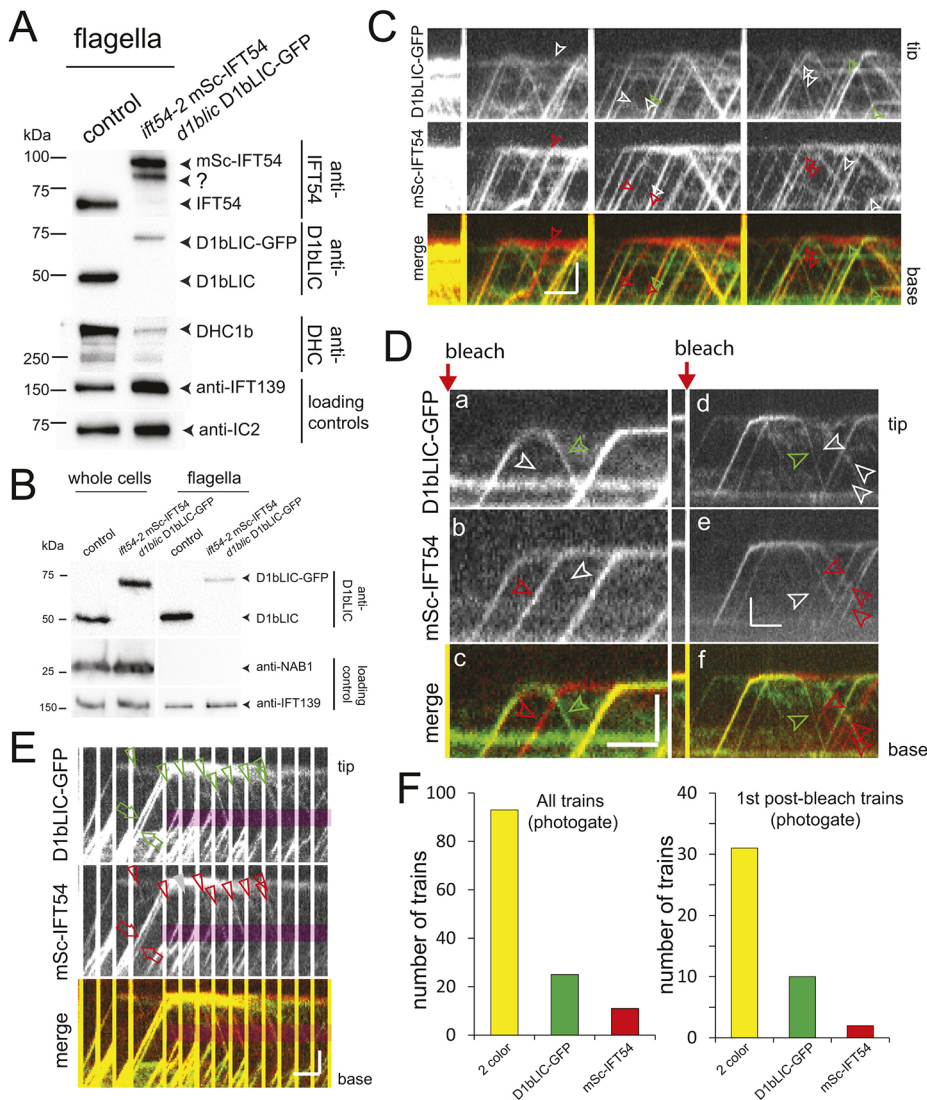 A
flagella
control
ift54-2 mSc-IFT54
d1blic D1bLIC-GFP
kDa
100
75
mSc-IFT54
?
IFT54
anti-
IFT54
75
50
D1bLIC-GFP
D1bLIC
anti-
D1bLIC
250
DHC1b
anti-
DHC
150
anti-IFT139
75
anti-IC2
loading
controls
B
whole cells
flagella
control
ift54-2 mSc-IFT54
d1blic D1bLIC-GFP
control
ift54-2 mSc-IFT54
d1blic D1bLIC-GFP
kDa
75
50
D1bLIC-GFP
D1bLIC
anti-
D1bLIC
25
anti-NAB1
150
anti-IFT139
loading
control
C
D1bLIC-GFP
mSc-IFT54
merge
tip
base
D
bleach
bleach
D1bLIC-GFP
mSc-IFT54
merge
a
b
c
d
e
f
tip
base
E
D1bLIC-GFP
mSc-IFT54
merge
tip
base
F
All trains
(photogate)
number of trains
100
80
60
40
20
0
2 color
D1bLIC-GFP
mSc-IFT54
1st post-bleach trains
(photogate)
number of trains
40
30
20
10
0
2 color
D1bLIC-GFP
mSc-IFT54